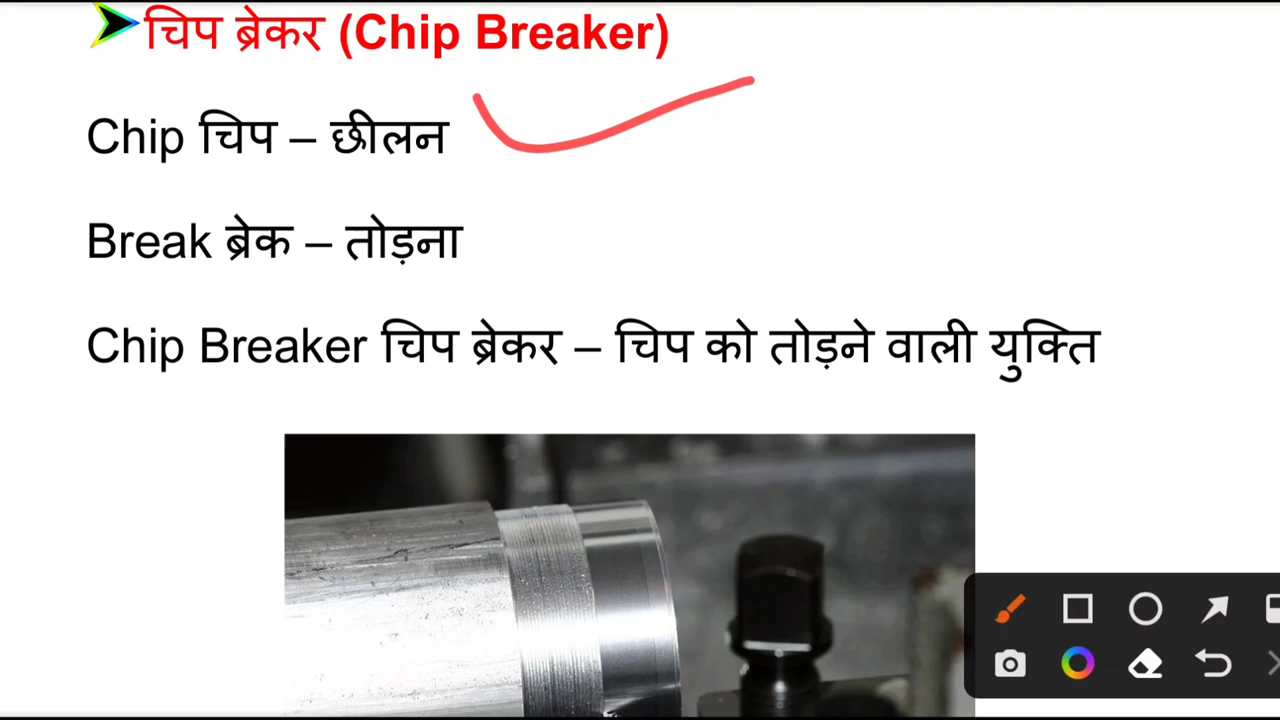 चिप ब्रेकर (Chip Breaker)
Chip चिप – छीलन
Break ब्रेक – तोड़ना
Chip Breaker चिप ब्रेकर – चिप को तोड़ने वाली युक्ति